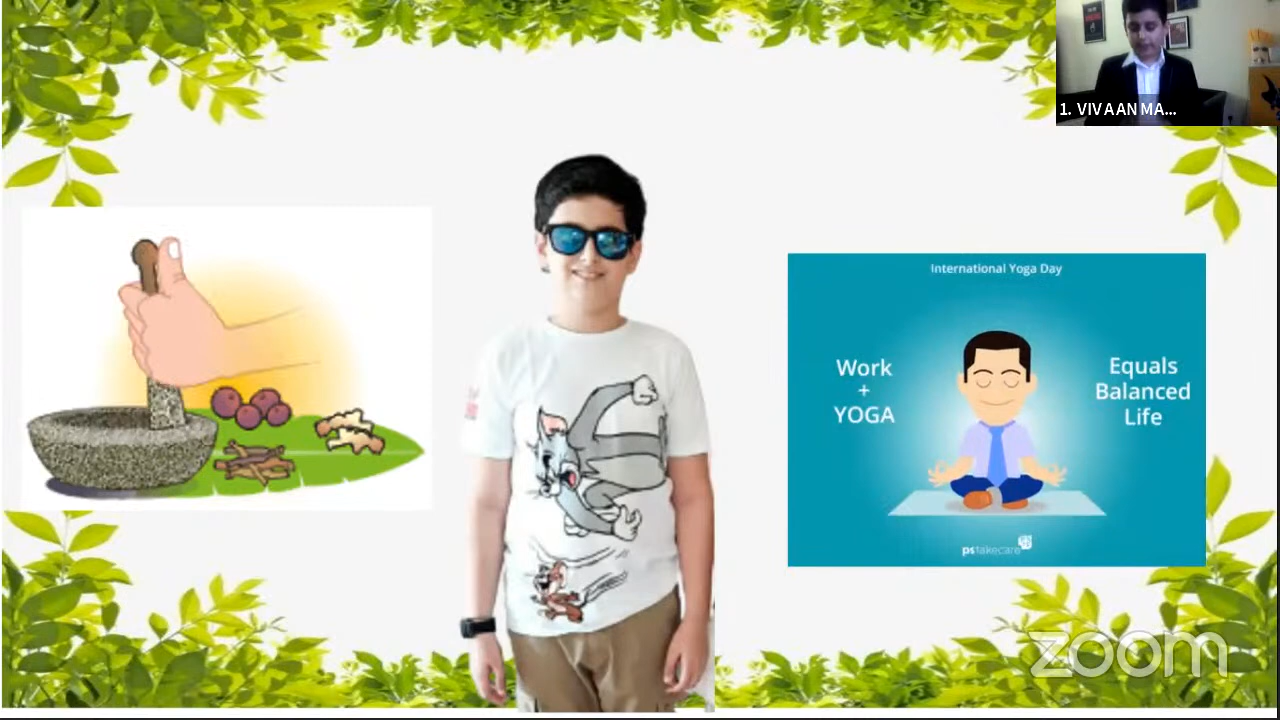 1. VIVAAN MA...
International Yoga Day
Work
+
YOGA
Equals
Balanced
Life
pstakecare
zoom